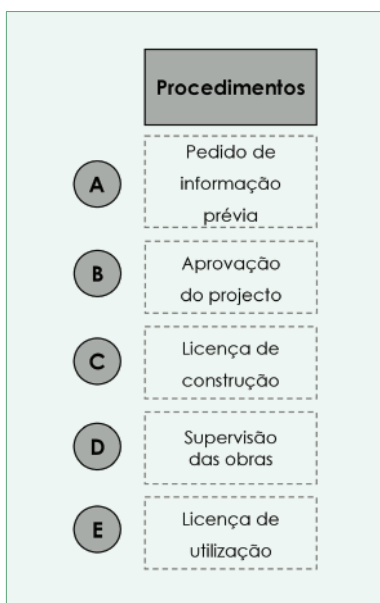 Procedimentos
A
Pedido de
informação
prévia
B
Aprovação
do projecto
C
Licença de
construção
D
Supervisão
das obras
E
Licença de
utilização